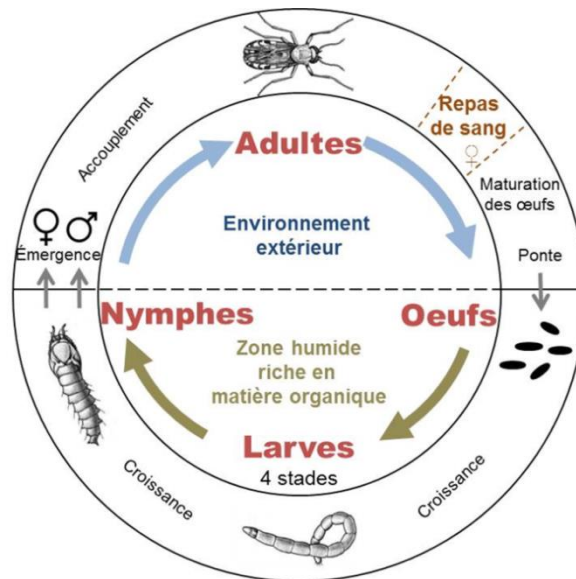 Accouplement
Repas
de sang
♀
Adultes
Maturation
des œufs
Environnement
extérieur
♀ ♂
Émergence
Ponte
Nymphes
Oeufs
Zone humide
riche en
matière organique
Larves
4 stades
Croissance
Croissance